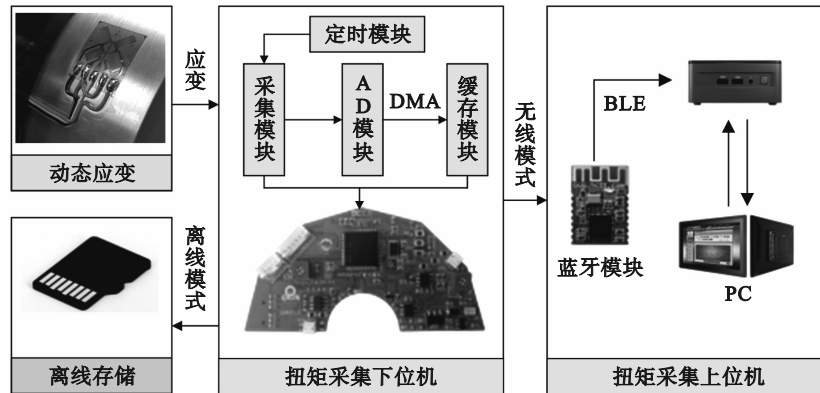 动态应变
应变
定时模块
采集模块
AD模块
DMA
缓存模块
离线模式
离线存储
扭矩采集下位机
无线模式
BLE
蓝牙模块
PC
扭矩采集上位机